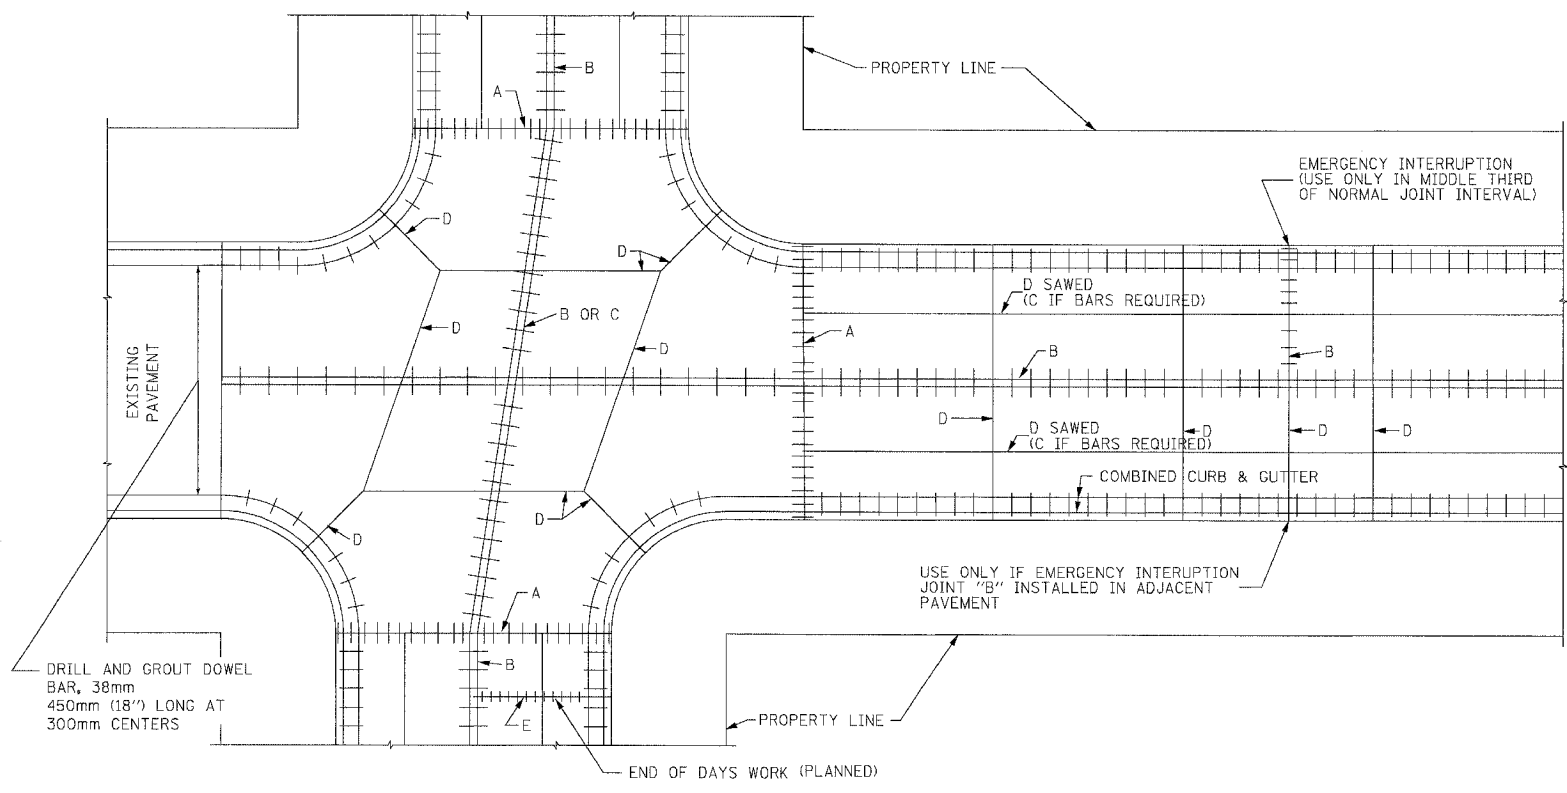 B
PROPERTY LINE
A
EMERGENCY INTERRUPTION
(USE ONLY IN MIDDLE THIRD
OF NORMAL JOINT INTERVAL)
D
D
D SAWED
(C IF BARS REQUIRED)
B OR C
D
D
A
B
B
EXISTING
PAVEMENT
D
D SAWED
(C IF BARS REQUIRED)
D
D
D
COMBINED CURB & GUTTER
D
D
USE ONLY IF EMERGENCY INTERUPTION
JOINT "B" INSTALLED IN ADJACENT
PAVEMENT
A
B
DRILL AND GROUT DOWEL
BAR, 38mm
450mm (18") LONG AT
300mm CENTERS
E
PROPERTY LINE
END OF DAYS WORK (PLANNED)